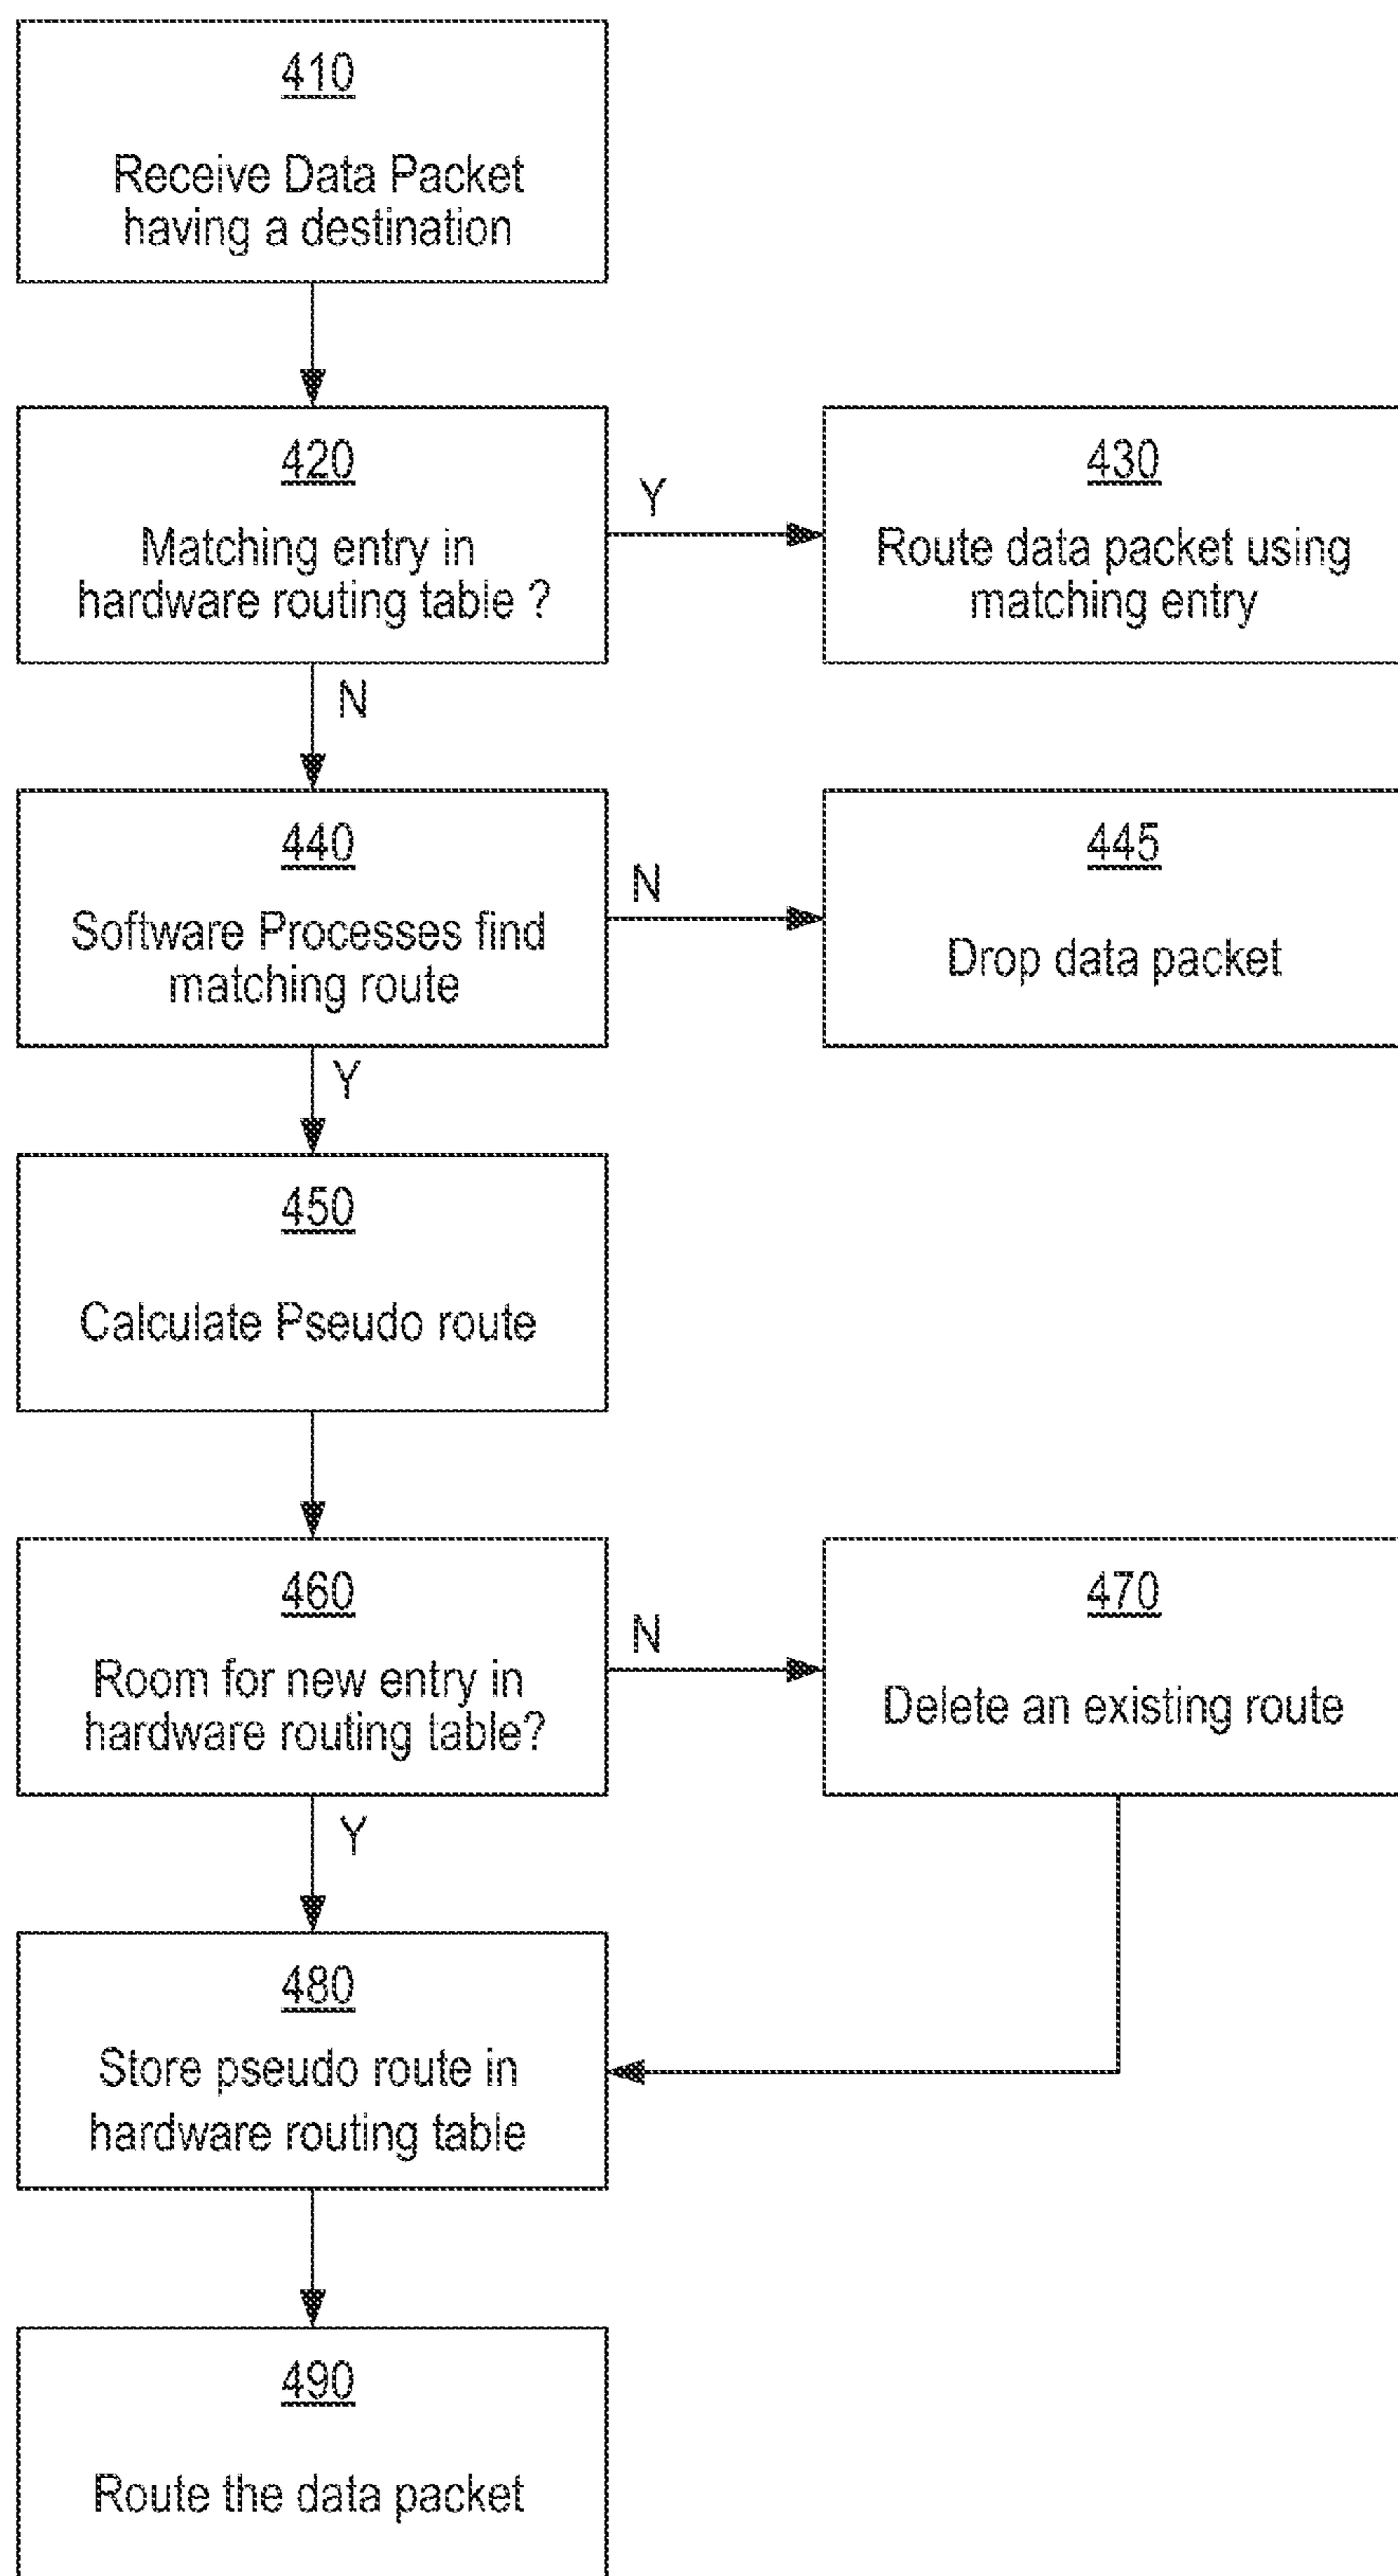 410
Receive Data Packet
having a destination
420
Matching entry in
hardware routing table ?
Y
430
Route data packet using
matching entry
N
440
Software Processes find
matching route
N
445
Drop data packet
Y
450
Calculate Pseudo route
460
Room for new entry in
hardware routing table?
N
470
Delete an existing route
Y
480
Store pseudo route in
hardware routing table
490
Route the data packet